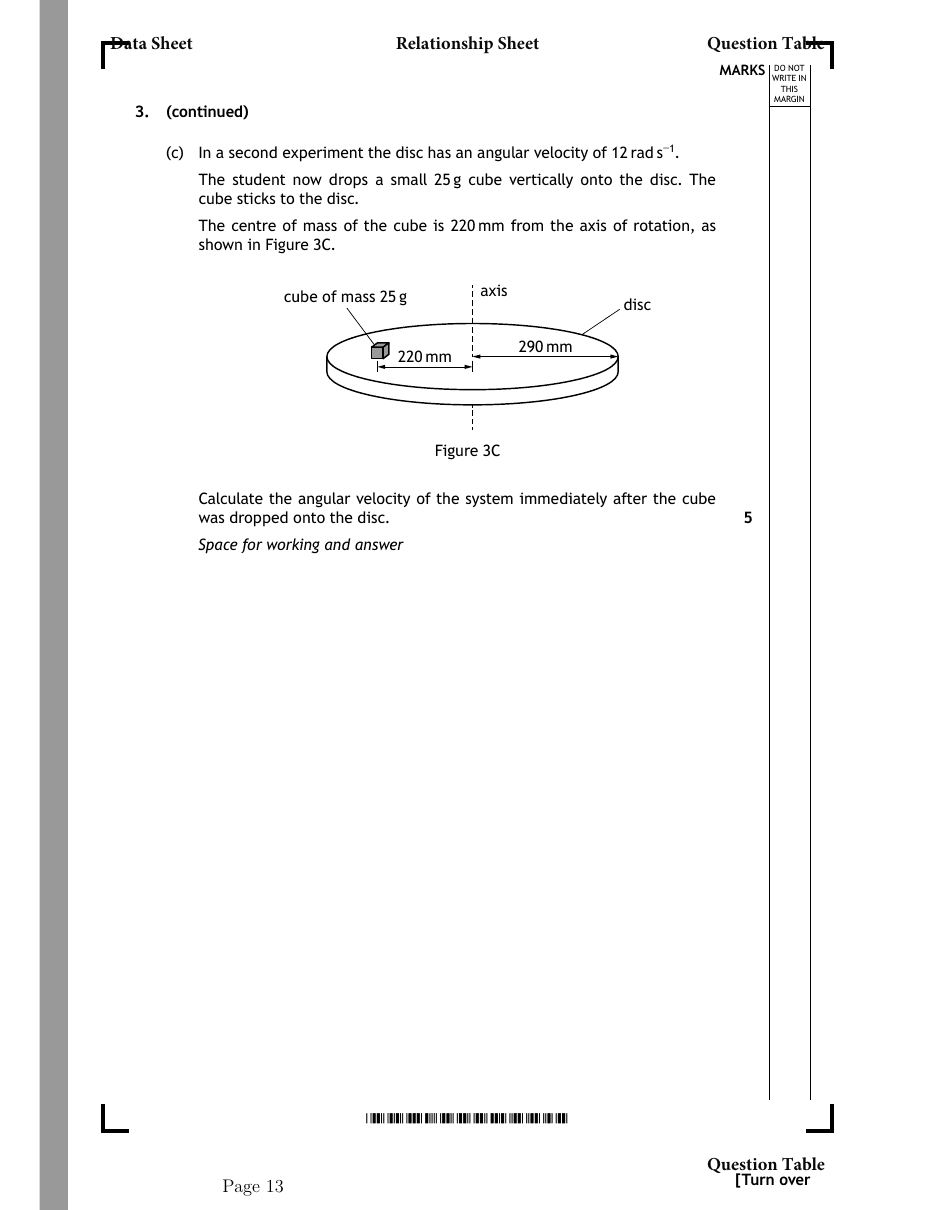 Data Sheet Relationship Sheet Question Table
MARKS
DO NOT
WRITE IN
THIS
MARGIN
3. (continued)
(c) In a second experiment the disc has an angular velocity of 12 rad s⁻¹.
The student now drops a small 25 g cube vertically onto the disc. The
cube sticks to the disc.
The centre of mass of the cube is 220 mm from the axis of rotation, as
shown in Figure 3C.
axis
cube of mass 25 g
disc
290 mm
220 mm
Figure 3C
Calculate the angular velocity of the system immediately after the cube
was dropped onto the disc. 5
Space for working and answer
Question Table
[Turn over
Page 13